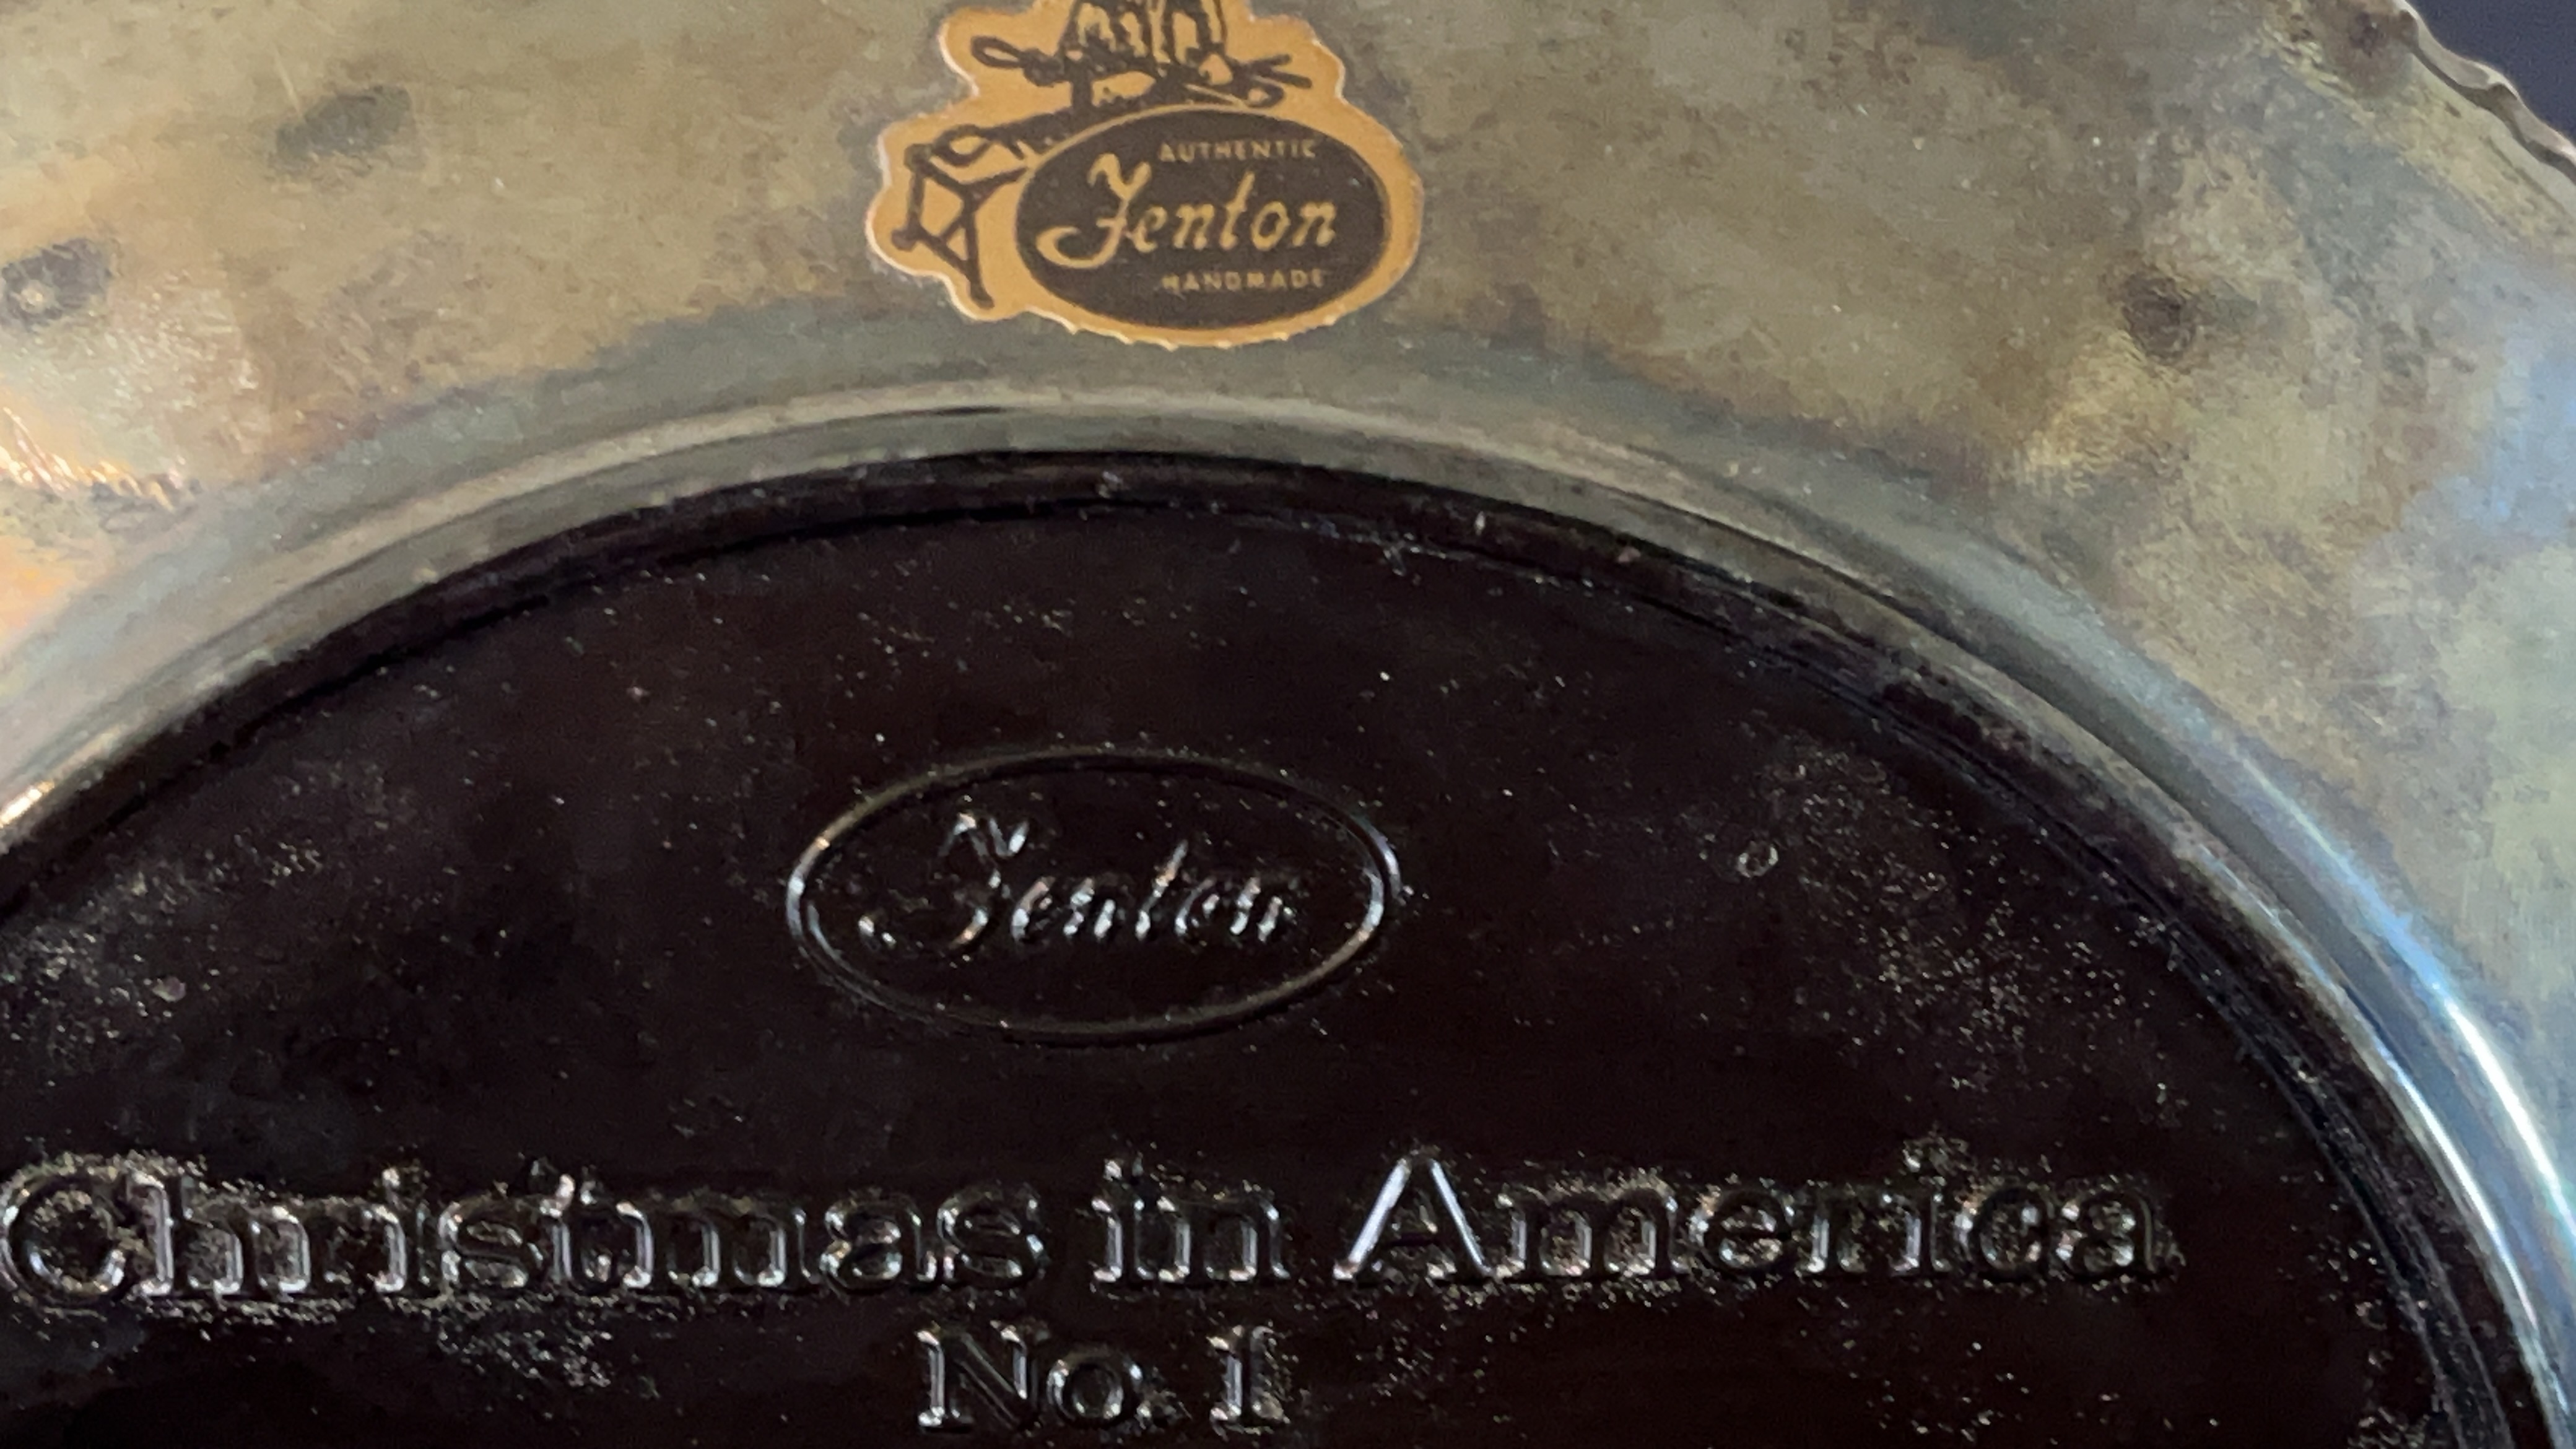 AUTHENTIC
Fenton
HANDMADE
Fenton
Christmas in America
No. 1